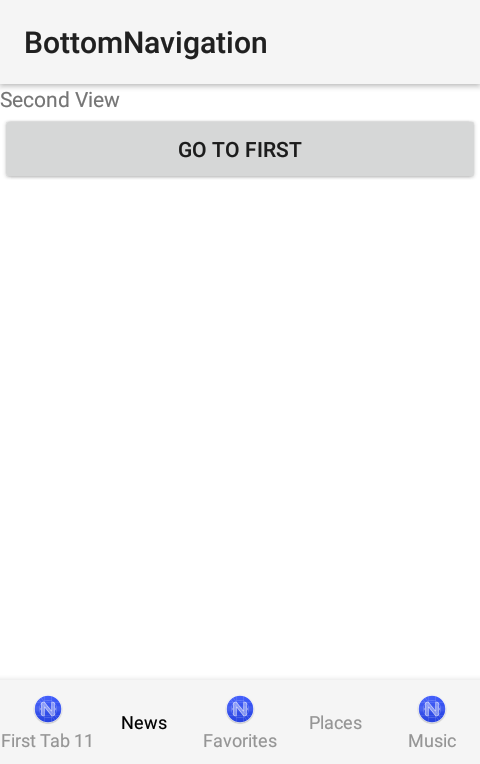 BottomNavigation
Second View
GO TO FIRST
First Tab 11
News
Favorites
Places
Music